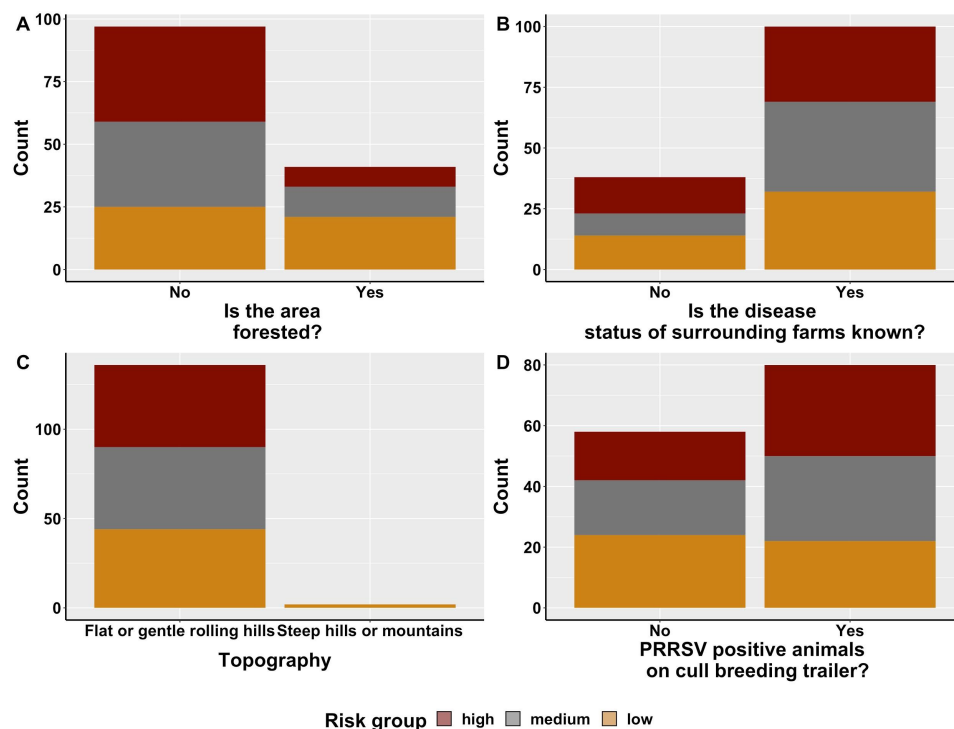 A
100
75
50
25
0
Count
No
Yes
Is the area
forested?
B
100
75
50
25
0
Count
No
Yes
Is the disease
status of surrounding farms known?
C
100
50
0
Count
Flat or gentle rolling hills
Steep hills or mountains
Topography
D
80
60
40
20
0
Count
No
Yes
PRRSV positive animals
on cull breeding trailer?
Risk group high medium low